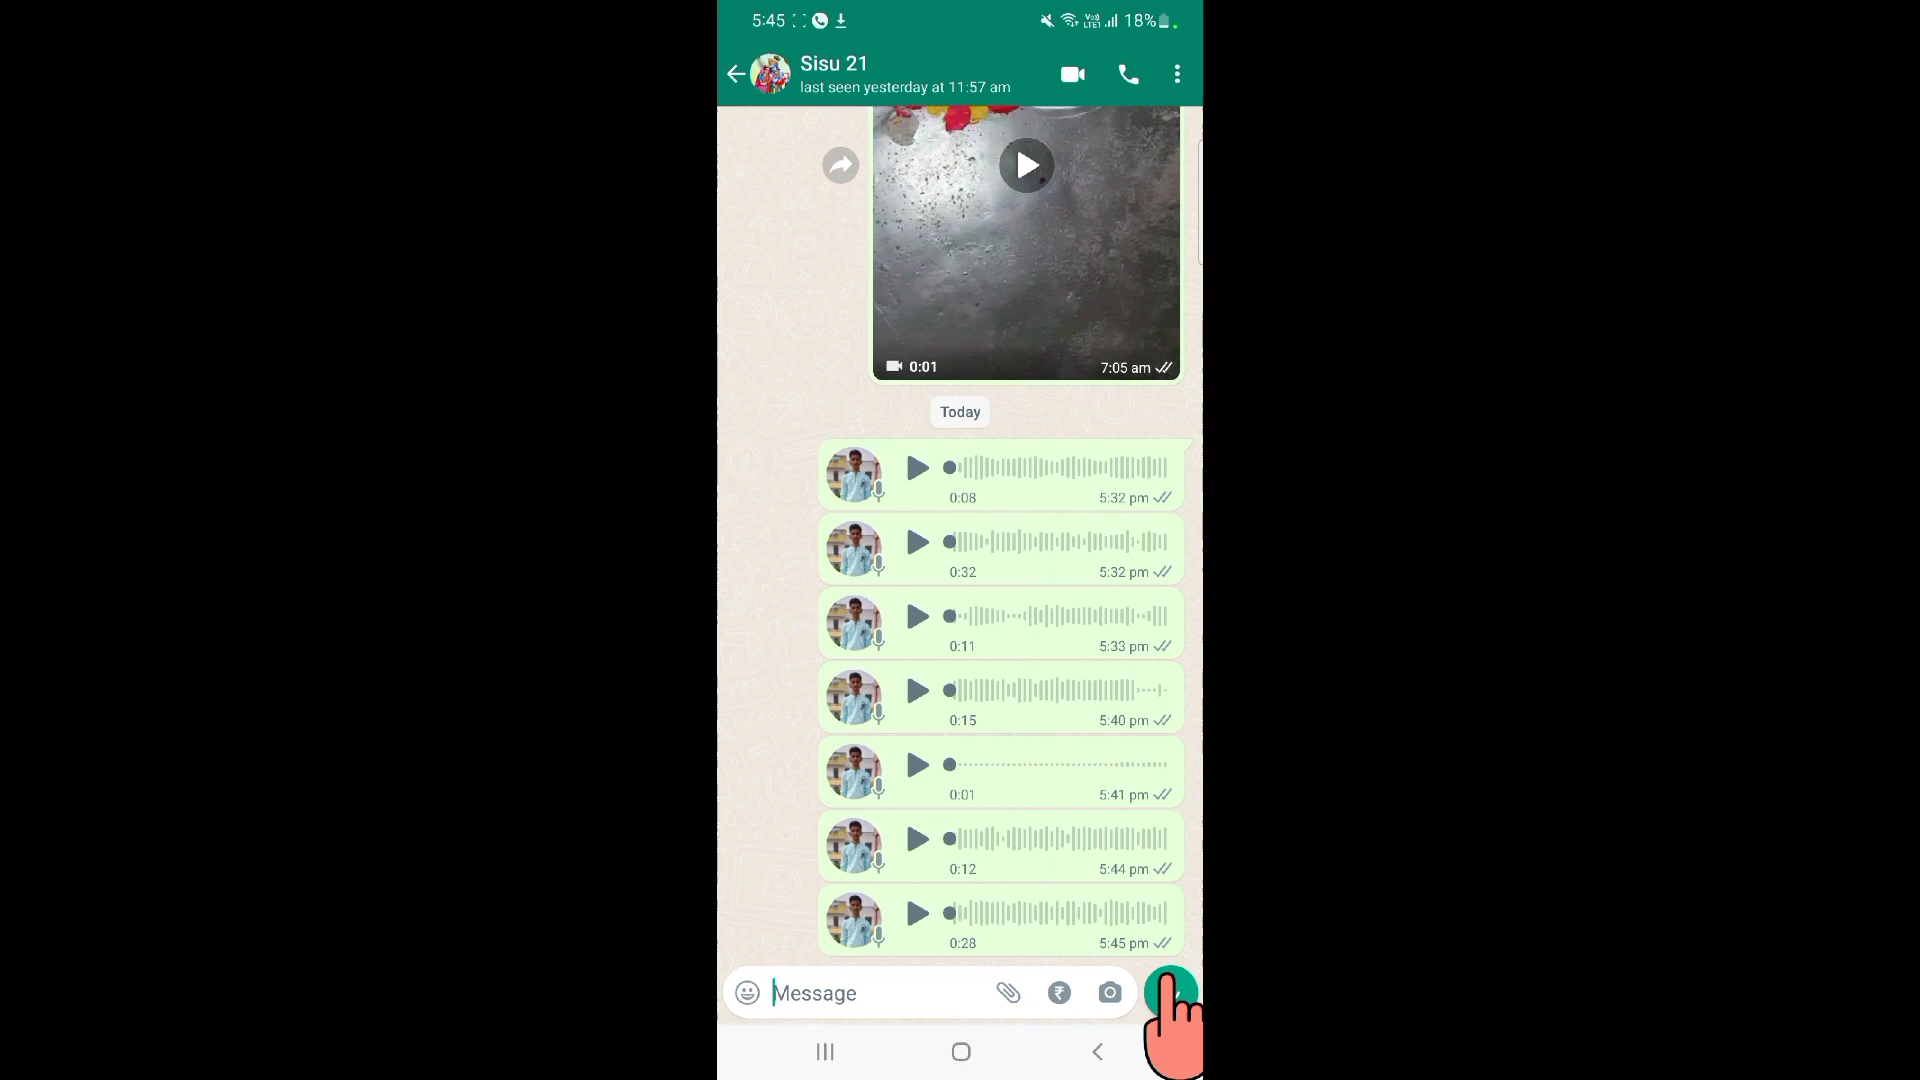 5:45 18%
Sisu 21
last seen yesterday at 11:57 am
0:01 7:05 am
Today
0:08 5:32 pm
0:32 5:32 pm
0:11 5:33 pm
0:15 5:40 pm
0:01 5:41 pm
0:12 5:44 pm
0:28 5:45 pm
Message